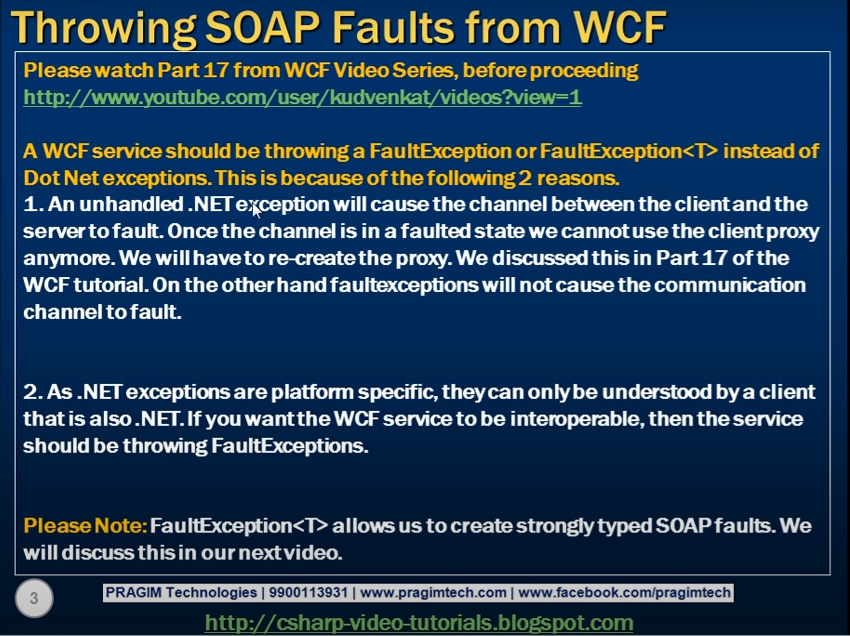 Throwing SOAP Faults from WCF
Please watch Part 17 from WCF Video Series, before proceeding
http://www.youtube.com/user/kudvenkat/videos?view=1
A WCF service should be throwing a FaultException or FaultException<T> instead of
Dot Net exceptions. This is because of the following 2 reasons.
1. An unhandled .NET exception will cause the channel between the client and the
server to fault. Once the channel is in a faulted state we cannot use the client proxy
anymore. We will have to re-create the proxy. We discussed this in Part 17 of the
WCF tutorial. On the other hand faultexceptions will not cause the communication
channel to fault.
2. As .NET exceptions are platform specific, they can only be understood by a client
that is also .NET. If you want the WCF service to be interoperable, then the service
should be throwing FaultExceptions.
Please Note: FaultException<T> allows us to create strongly typed SOAP faults. We
will discuss this in our next video.
3
PRAGIM Technologies | 9900113931 | www.pragimtech.com | www.facebook.com/pragimtech
http://csharp-video-tutorials.blogspot.com